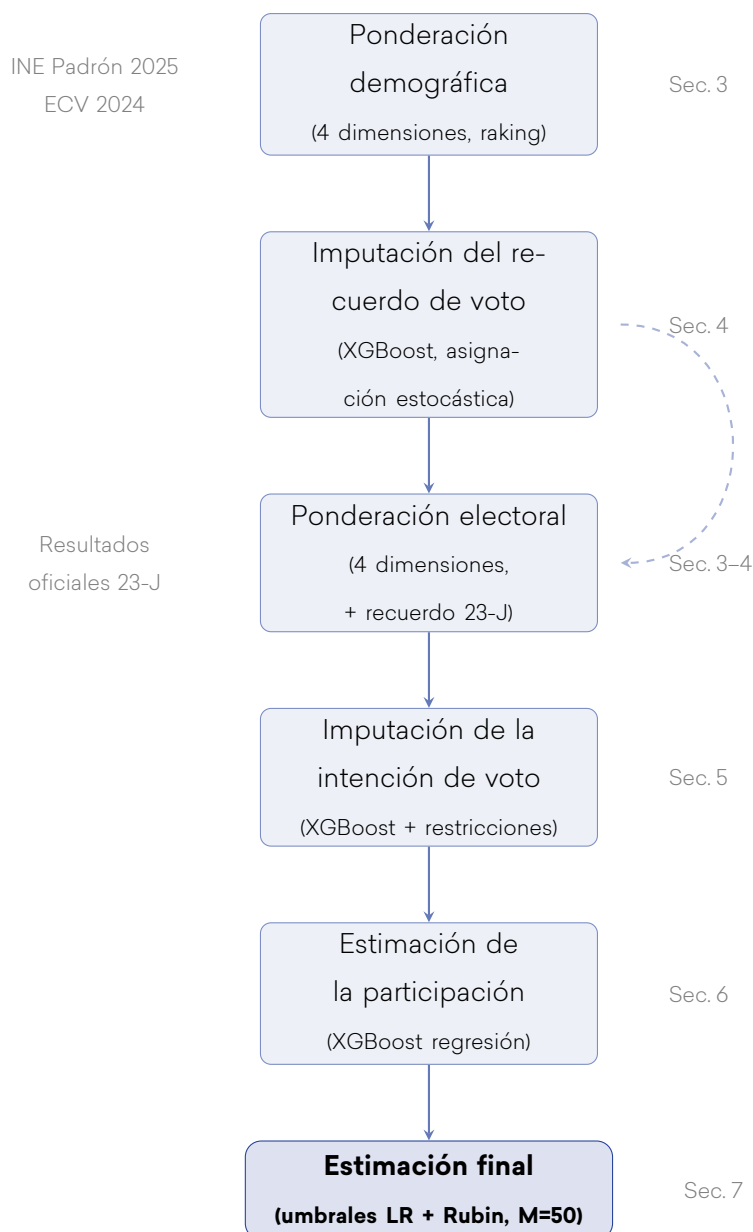 Ponderación
demográfica
(4 dimensiones, raking)
INE Padrón 2025
ECV 2024
Sec. 3
Imputación del re-
cuerdo de voto
(XGBoost, asigna-
ción estocástica)
Sec. 4
Ponderación electoral
(4 dimensiones,
+ recuerdo 23-J)
Resultados
oficiales 23-J
Sec. 3–4
Imputación de la
intención de voto
(XGBoost + restricciones)
Sec. 5
Estimación de
la participación
(XGBoost regresión)
Sec. 6
Estimación final
(umbrales LR + Rubin, M=50)
Sec. 7